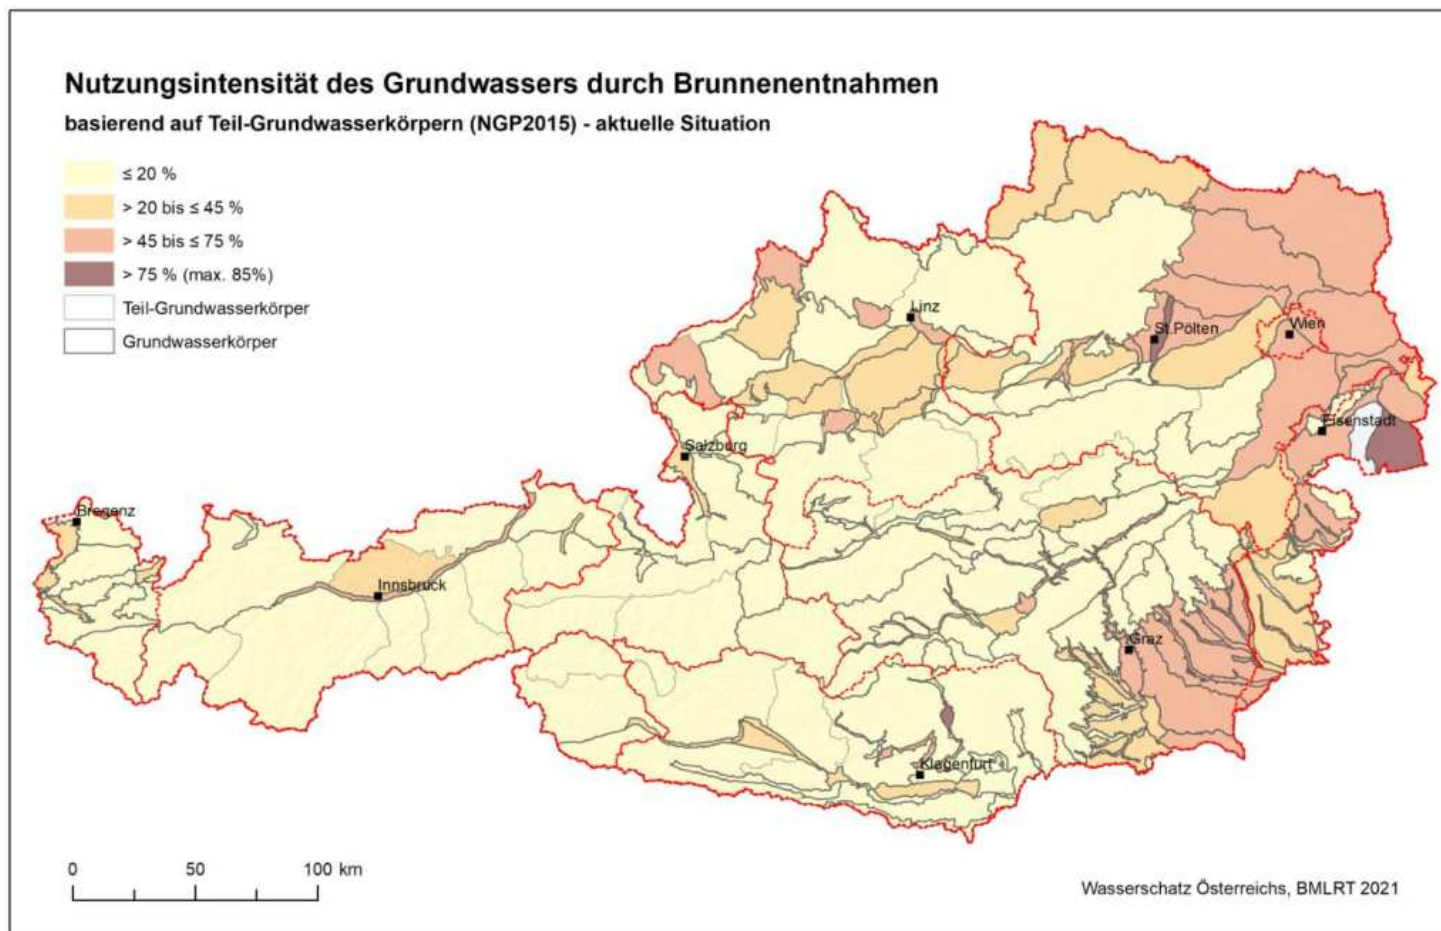 Nutzungsintensität des Grundwassers durch Brunnenentnahmen
basierend auf Teil-Grundwasserkörpern (NGP2015) - aktuelle Situation
≤ 20 %
> 20 bis ≤ 45 %
> 45 bis ≤ 75 %
> 75 % (max. 85%)
Teil-Grundwasserkörper
Grundwasserkörper
Linz
St.Pölten
Wien
Eisenstadt
Salzburg
Bregenz
Innsbruck
Graz
Klagenfurt
0 50 100 km
Wasserschatz Österreichs, BMLRT 2021